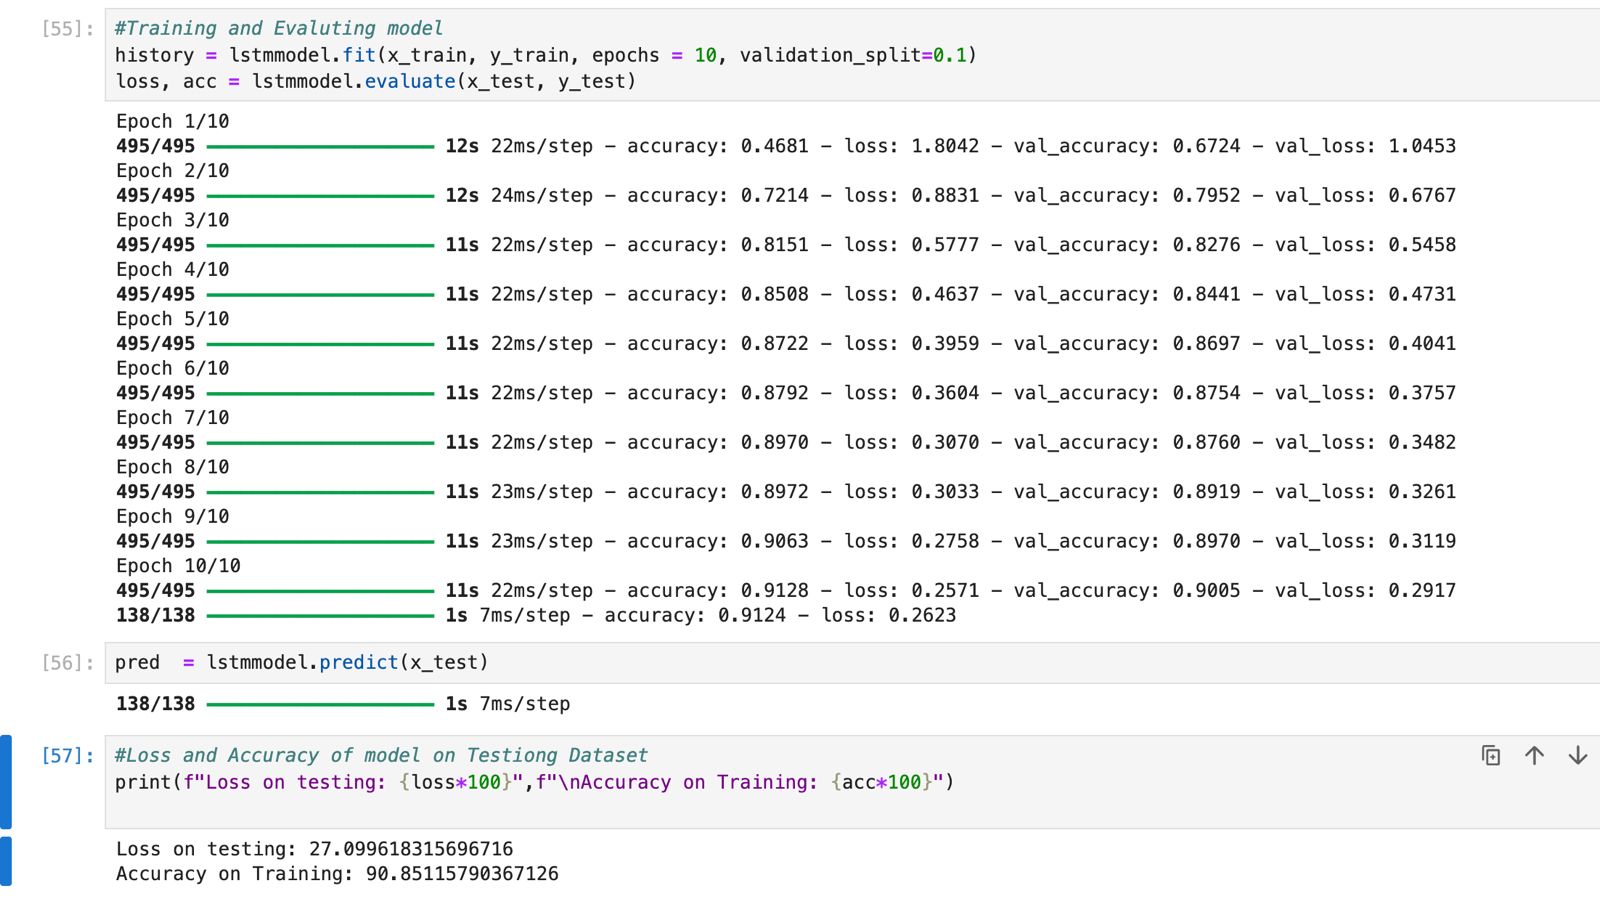 [55]: #Training and Evaluting model
history = lstmmodel.fit(x_train, y_train, epochs = 10, validation_split=0.1)
loss, acc = lstmmodel.evaluate(x_test, y_test)
Epoch 1/10
495/495 12s 22ms/step - accuracy: 0.4681 - loss: 1.8042 - val_accuracy: 0.6724 - val_loss: 1.0453
Epoch 2/10
495/495 12s 24ms/step - accuracy: 0.7214 - loss: 0.8831 - val_accuracy: 0.7952 - val_loss: 0.6767
Epoch 3/10
495/495 11s 22ms/step - accuracy: 0.8151 - loss: 0.5777 - val_accuracy: 0.8276 - val_loss: 0.5458
Epoch 4/10
495/495 11s 22ms/step - accuracy: 0.8508 - loss: 0.4637 - val_accuracy: 0.8441 - val_loss: 0.4731
Epoch 5/10
495/495 11s 22ms/step - accuracy: 0.8722 - loss: 0.3959 - val_accuracy: 0.8697 - val_loss: 0.4041
Epoch 6/10
495/495 11s 22ms/step - accuracy: 0.8792 - loss: 0.3604 - val_accuracy: 0.8754 - val_loss: 0.3757
Epoch 7/10
495/495 11s 22ms/step - accuracy: 0.8970 - loss: 0.3070 - val_accuracy: 0.8760 - val_loss: 0.3482
Epoch 8/10
495/495 11s 23ms/step - accuracy: 0.8972 - loss: 0.3033 - val_accuracy: 0.8919 - val_loss: 0.3261
Epoch 9/10
495/495 11s 23ms/step - accuracy: 0.9063 - loss: 0.2758 - val_accuracy: 0.8970 - val_loss: 0.3119
Epoch 10/10
495/495 11s 22ms/step - accuracy: 0.9128 - loss: 0.2571 - val_accuracy: 0.9005 - val_loss: 0.2917
138/138 1s 7ms/step - accuracy: 0.9124 - loss: 0.2623
[56]: pred  = lstmmodel.predict(x_test)
138/138 1s 7ms/step
[57]: #Loss and Accuracy of model on Testiong Dataset
print(f"Loss on testing: {loss*100}",f"\nAccuracy on Training: {acc*100}")
Loss on testing: 27.099618315696716
Accuracy on Training: 90.85115790367126